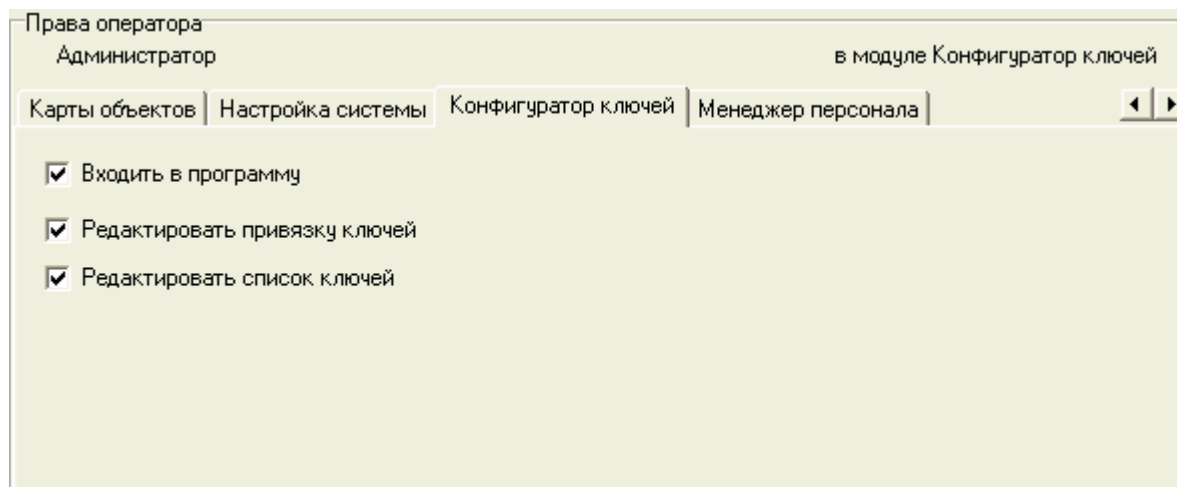 Права оператора
Администратор в модуле Конфигуратор ключей
Карты объектов Настройка системы Конфигуратор ключей Менеджер персонала
Входить в программу
Редактировать привязку ключей
Редактировать список ключей